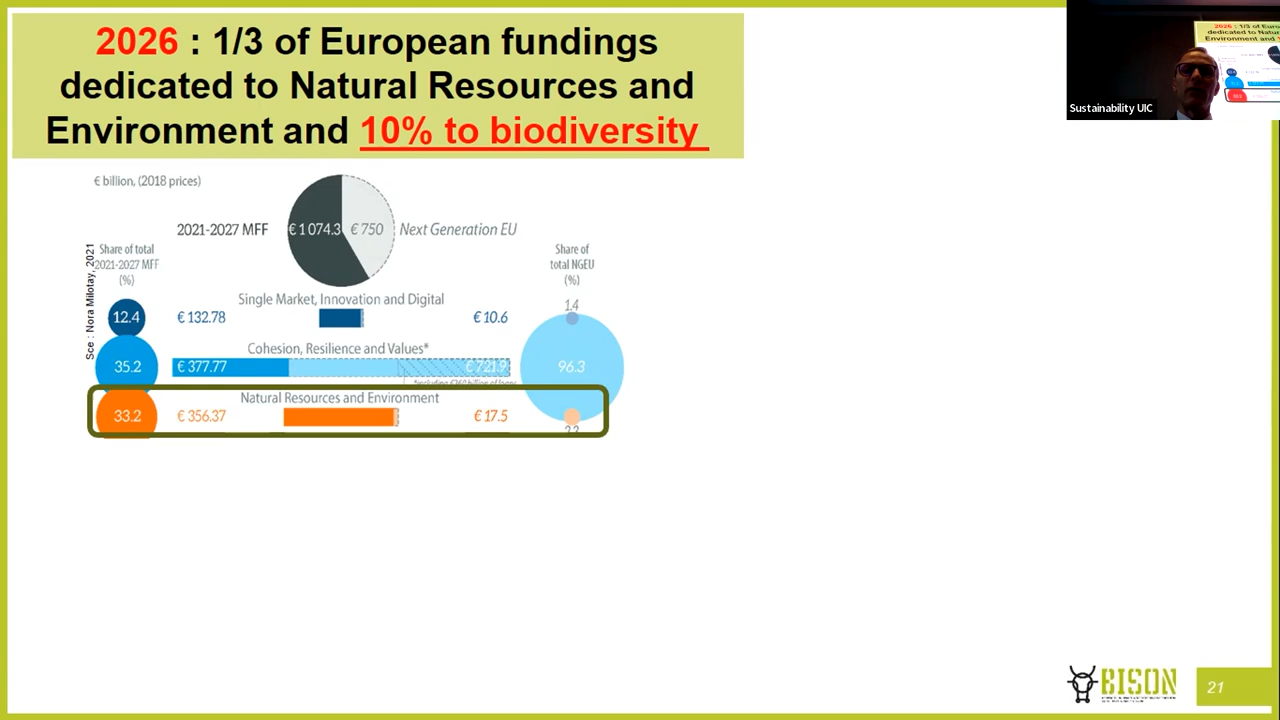 2026 : 1/3 of European fundings
dedicated to Natural Resources and
Environment and 10% to biodiversity
€ billion, (2018 prices)
2021-2027 MFF
€ 1 074.3
€ 750
Next Generation EU
Sce : Nora Milotay, 2021
Share of total
2021-2027 MFF
(%)
Share of
total NGEU
(%)
Single Market, Innovation and Digital
12.4
€ 132.78
€ 10.6
1.4
Cohesion, Resilience and Values*
35.2
€ 377.77
€ 721.9
96.3
Natural Resources and Environment
33.2
€ 356.37
€ 17.5
Sustainability UIC
BISON
21